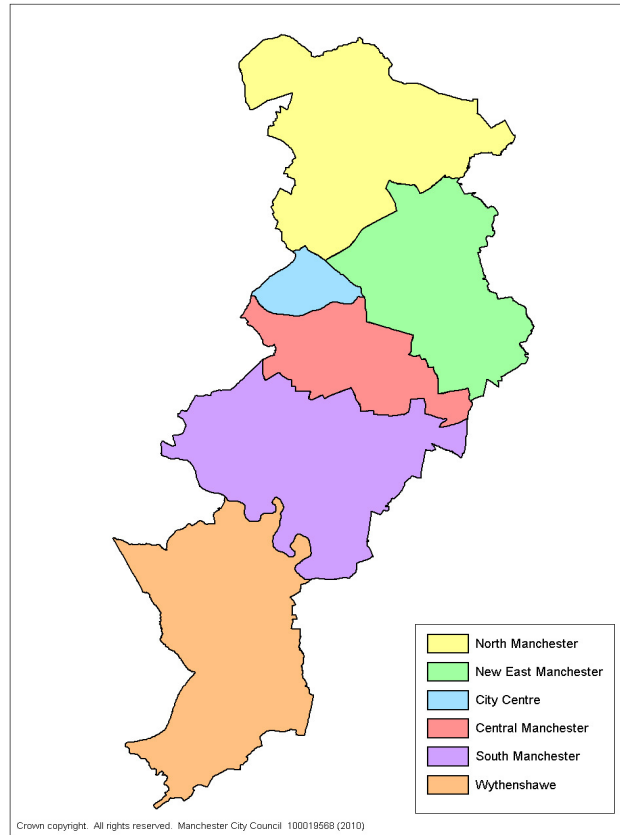 North Manchester
New East Manchester
City Centre
Central Manchester
South Manchester
Wythenshawe
Crown copyright. All rights reserved. Manchester City Council 100019568 (2010)